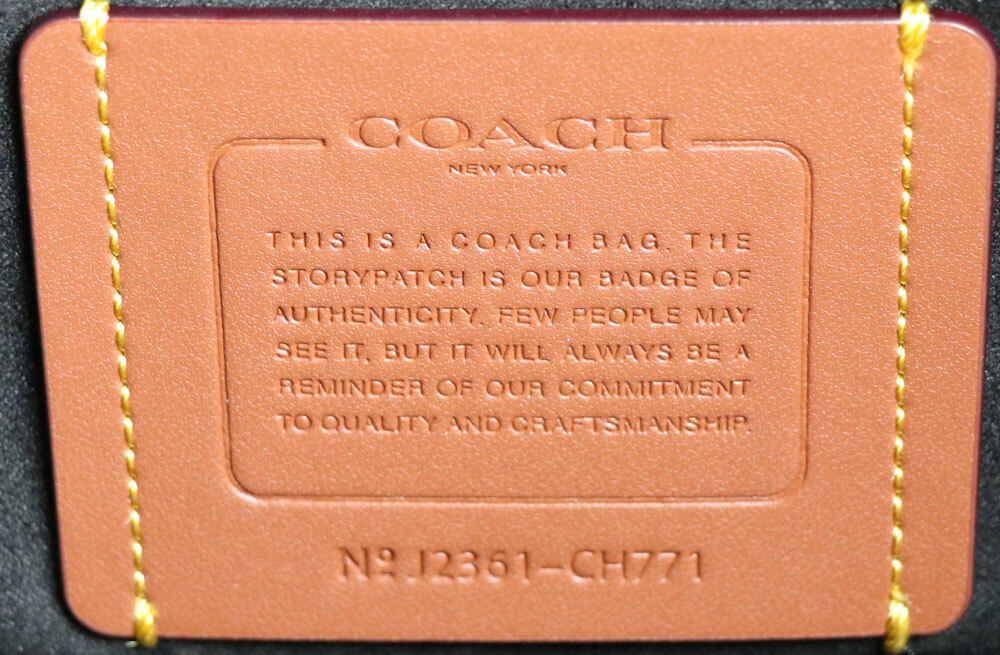 COACH
NEW YORK
THIS IS A COACH BAG. THE
STORYPATCH IS OUR BADGE OF
AUTHENTICITY. FEW PEOPLE MAY
SEE IT, BUT IT WILL ALWAYS BE A
REMINDER OF OUR COMMITMENT
TO QUALITY AND CRAFTSMANSHIP.
Nº J2361-CH771